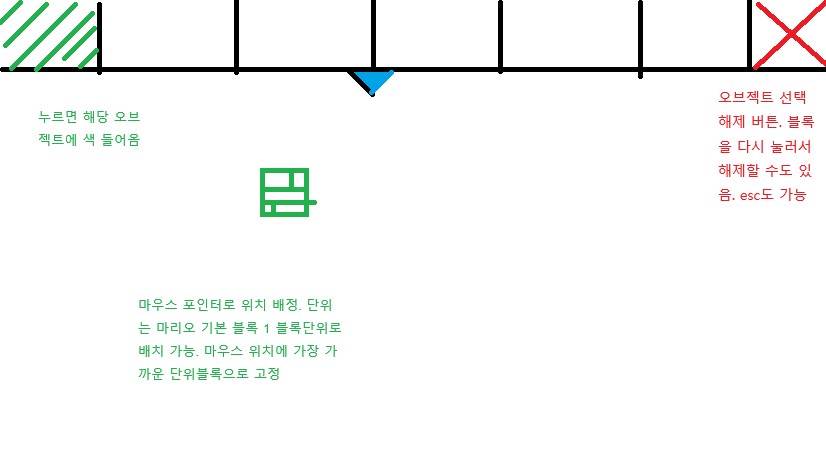 누르면 해당 오브
젝트에 색 들어옴
오브젝트 선택
해제 버튼. 블록
을 다시 눌러서
해제할 수도 있
음. esc도 가능
마우스 포인터로 위치 배정. 단위
는 마리오 기본 블록 1 블록단위로
배치 가능. 마우스 위치에 가장 가
까운 단위블록으로 고정